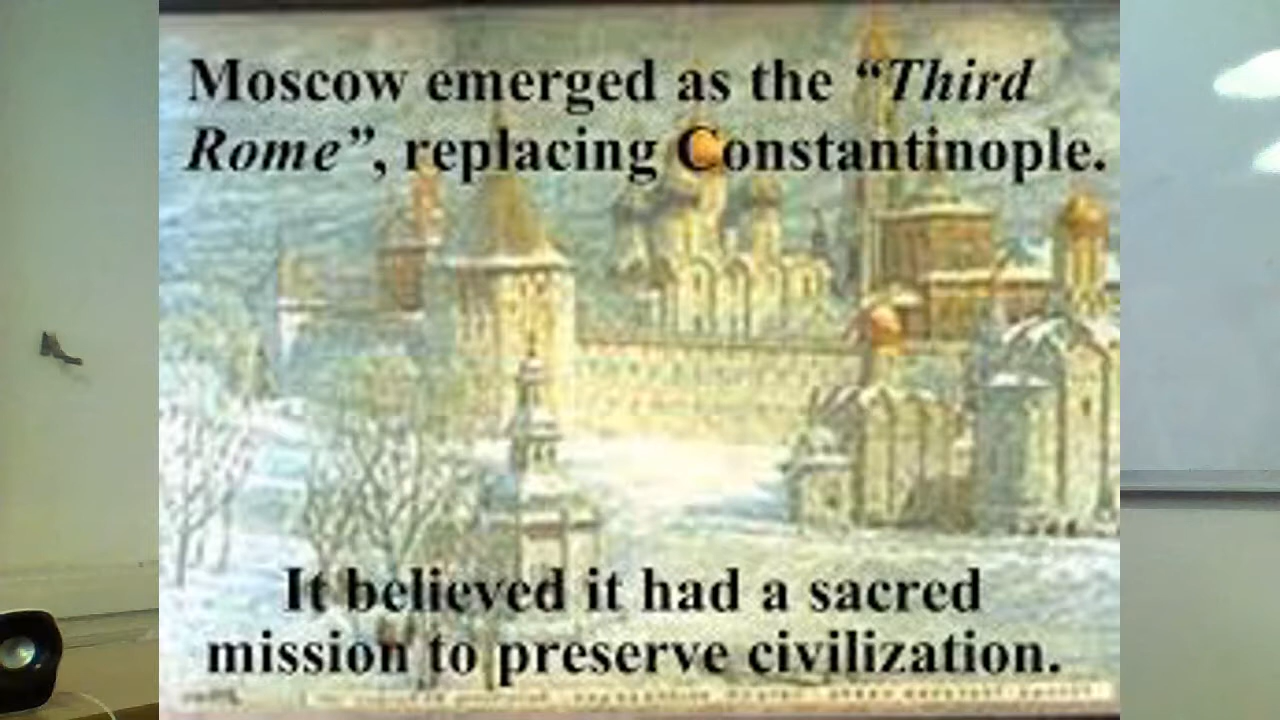 Moscow emerged as the “Third
Rome”, replacing Constantinople.
It believed it had a sacred
mission to preserve civilization.